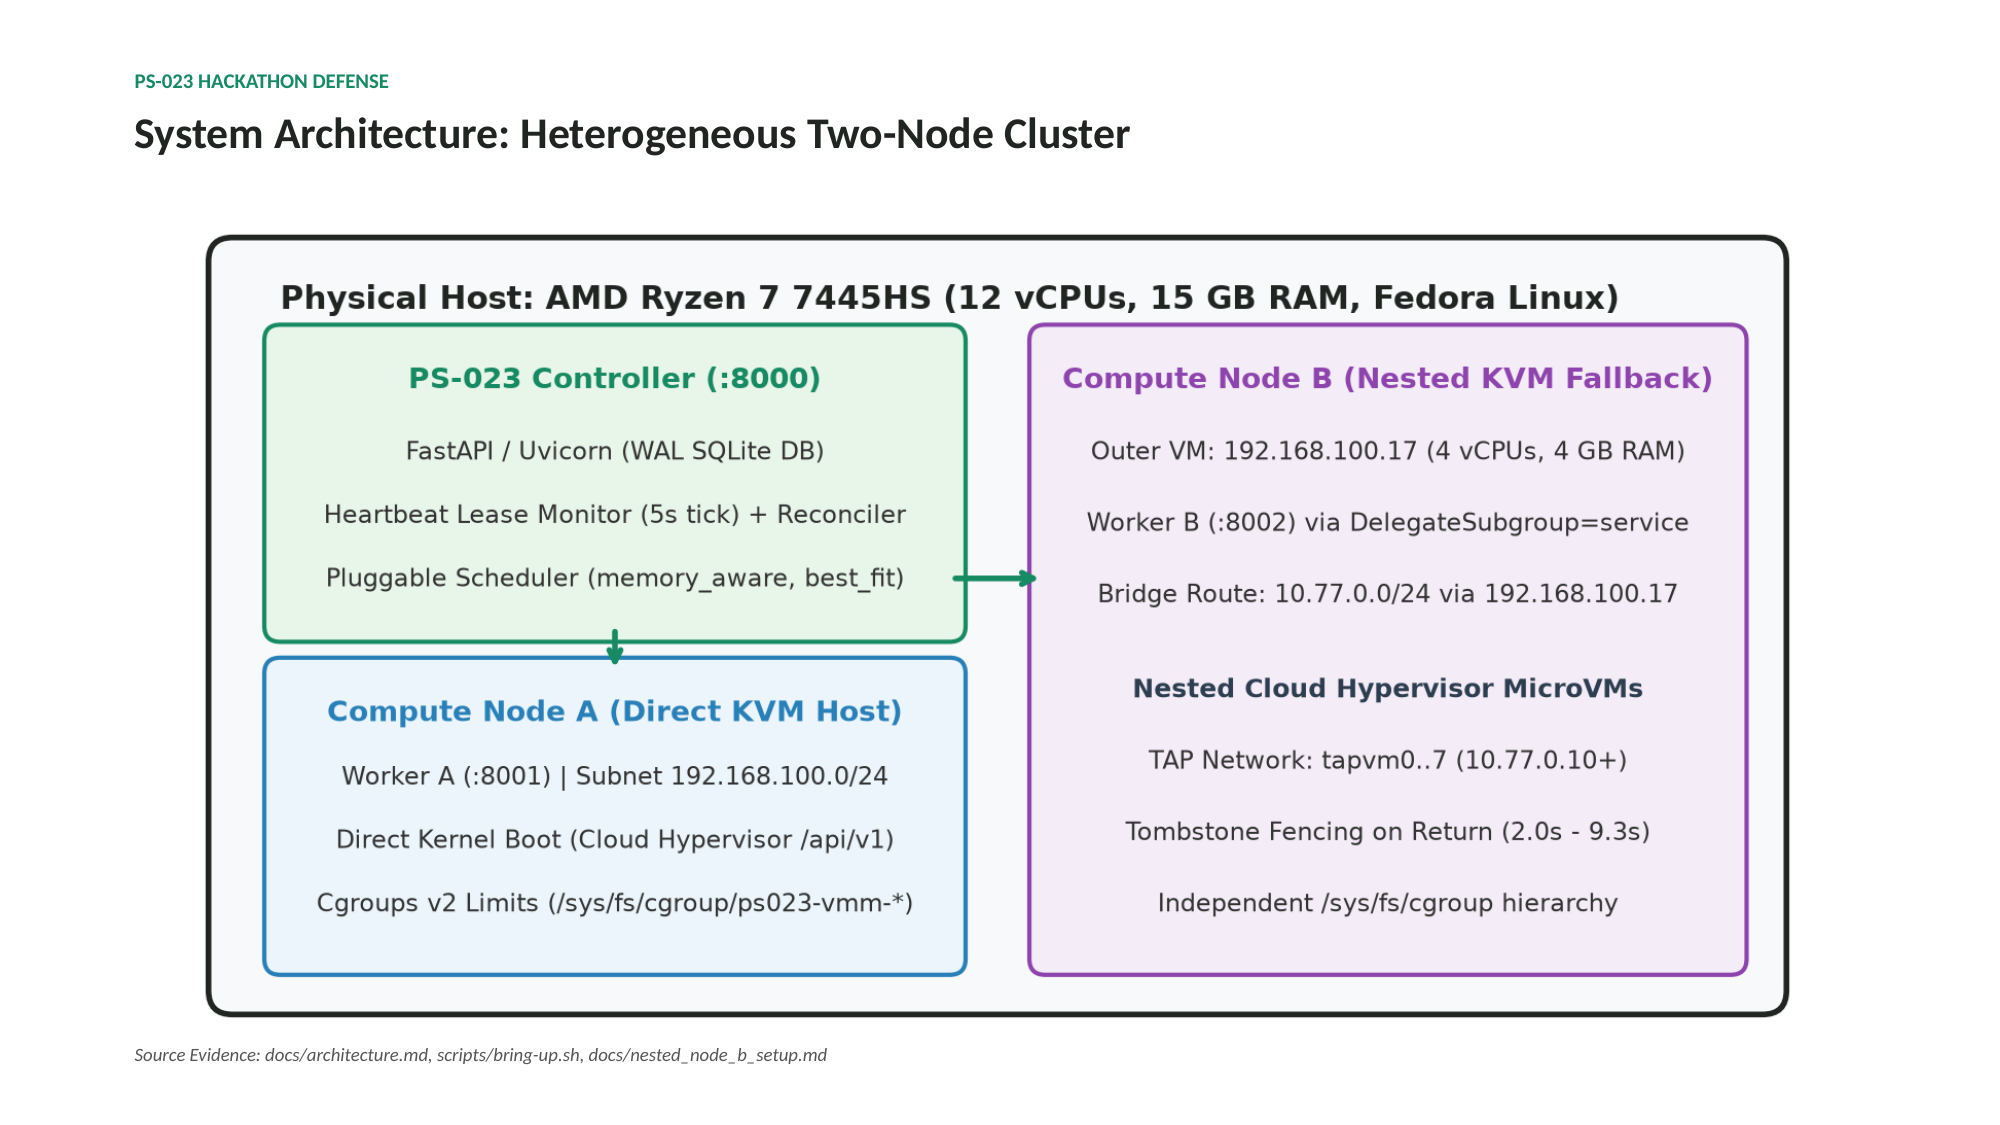 PS-023 HACKATHON DEFENSE
System Architecture: Heterogeneous Two-Node Cluster
Physical Host: AMD Ryzen 7 7445HS (12 vCPUs, 15 GB RAM, Fedora Linux)
PS-023 Controller (:8000)
FastAPI / Uvicorn (WAL SQLite DB)
Heartbeat Lease Monitor (5s tick) + Reconciler
Pluggable Scheduler (memory_aware, best_fit)
Compute Node A (Direct KVM Host)
Worker A (:8001) | Subnet 192.168.100.0/24
Direct Kernel Boot (Cloud Hypervisor /api/v1)
Cgroups v2 Limits (/sys/fs/cgroup/ps023-vmm-*)
Compute Node B (Nested KVM Fallback)
Outer VM: 192.168.100.17 (4 vCPUs, 4 GB RAM)
Worker B (:8002) via DelegateSubgroup=service
Bridge Route: 10.77.0.0/24 via 192.168.100.17
Nested Cloud Hypervisor MicroVMs
TAP Network: tapvm0..7 (10.77.0.10+)
Tombstone Fencing on Return (2.0s - 9.3s)
Independent /sys/fs/cgroup hierarchy
Source Evidence: docs/architecture.md, scripts/bring-up.sh, docs/nested_node_b_setup.md